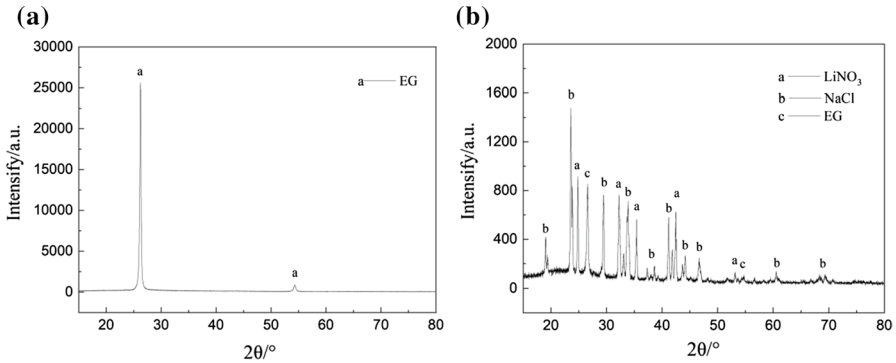 (a)
30000
25000
20000
15000
10000
5000
0
Intensify/a.u.
a
a
a — EG
20 30 40 50 60 70 80
2θ/°
(b)
2000
1600
1200
800
400
0
Intensify/a.u.
b b a c b a b a b a b b a c b b
a — LiNO₃
b — NaCl
c — EG
20 30 40 50 60 70 80
2θ/°